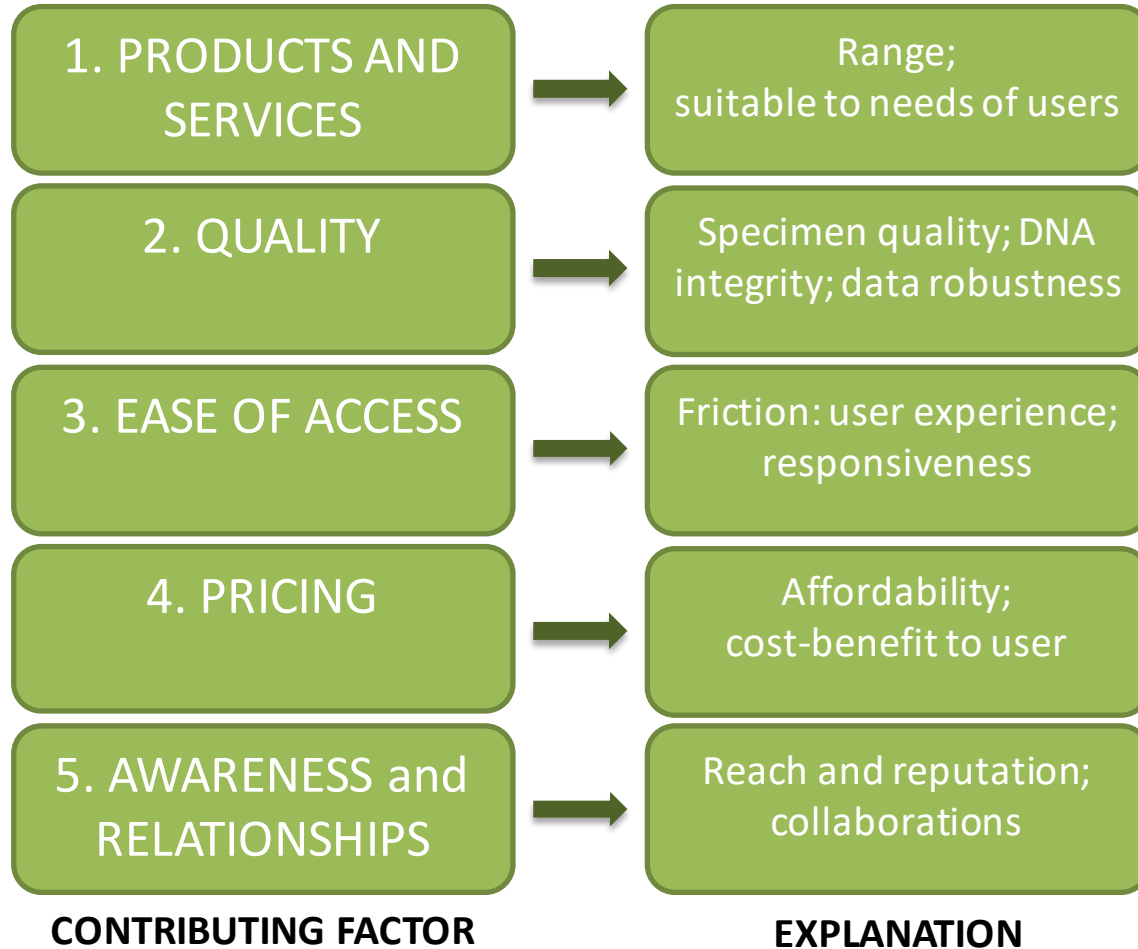 1. PRODUCTS AND
SERVICES
Range;
suitable to needs of users
2. QUALITY
Specimen quality; DNA
integrity; data robustness
3. EASE OF ACCESS
Friction: user experience;
responsiveness
4. PRICING
Affordability;
cost-benefit to user
5. AWARENESS and
RELATIONSHIPS
Reach and reputation;
collaborations
CONTRIBUTING FACTOR
EXPLANATION